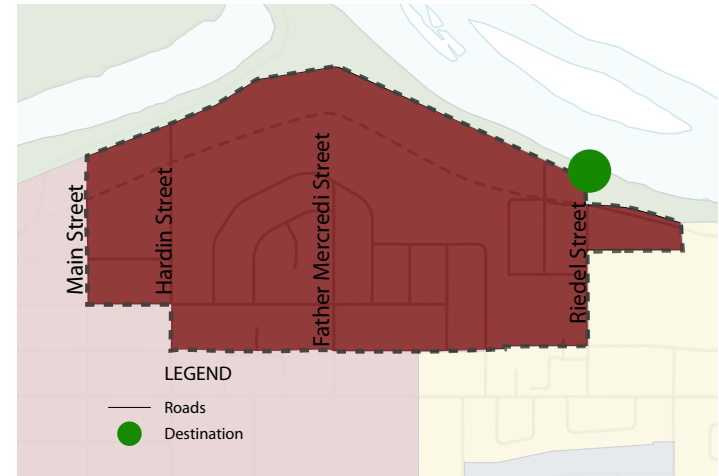 Main Street
Hardin Street
Father Mercredi Street
Riedel Street
LEGEND
Roads
Destination